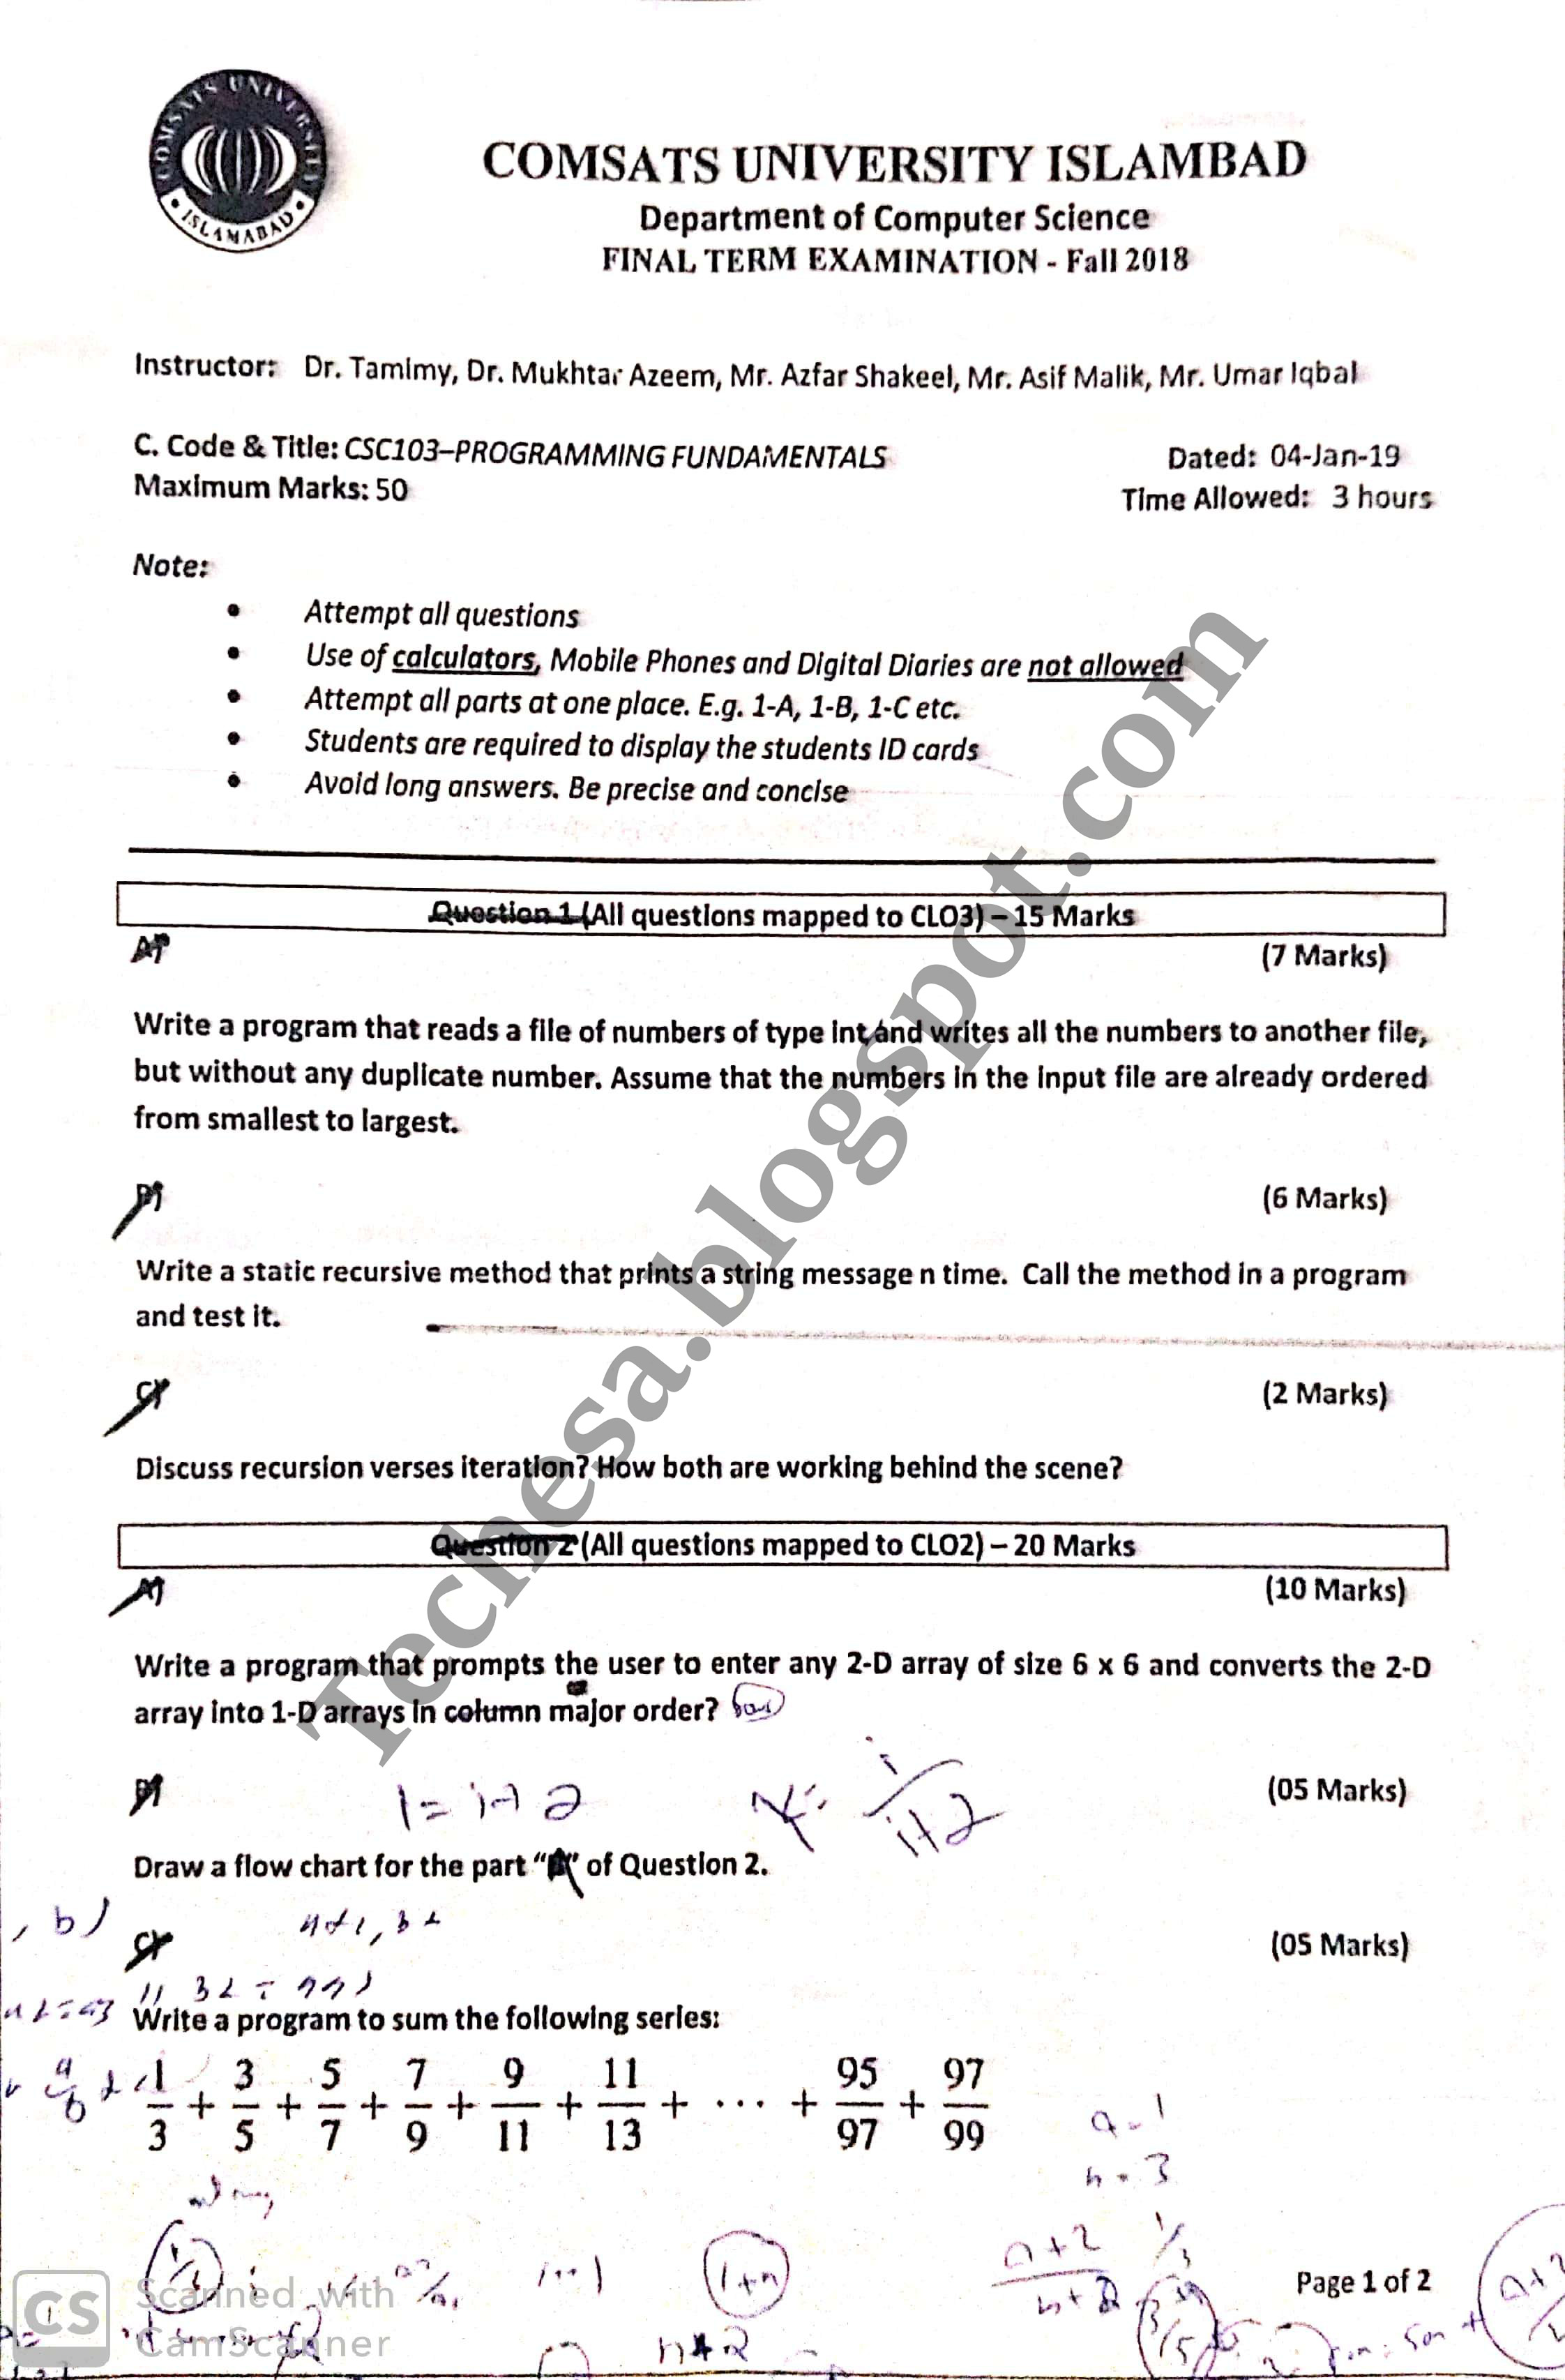 COMSATS UNIVERSITY
• ISLAMABAD •
COMSATS UNIVERSITY ISLAMBAD
Department of Computer Science
FINAL TERM EXAMINATION - Fall 2018
Instructor: Dr. Tamimy, Dr. Mukhtar Azeem, Mr. Azfar Shakeel, Mr. Asif Malik, Mr. Umar Iqbal
C. Code & Title: CSC103–PROGRAMMING FUNDAMENTALS Dated: 04-Jan-19
Maximum Marks: 50 Time Allowed: 3 hours
Note:
• Attempt all questions
• Use of calculators, Mobile Phones and Digital Diaries are not allowed
• Attempt all parts at one place. E.g. 1-A, 1-B, 1-C etc.
• Students are required to display the students ID cards
• Avoid long answers. Be precise and concise
Question 1 (All questions mapped to CLO3) – 15 Marks
A) (7 Marks)
Write a program that reads a file of numbers of type int and writes all the numbers to another file,
but without any duplicate number. Assume that the numbers in the input file are already ordered
from smallest to largest.
B) (6 Marks)
Write a static recursive method that prints a string message n time. Call the method in a program
and test it.
C) (2 Marks)
Discuss recursion verses iteration? How both are working behind the scene?
Question 2 (All questions mapped to CLO2) – 20 Marks
A) (10 Marks)
Write a program that prompts the user to enter any 2-D array of size 6 x 6 and converts the 2-D
array into 1-D arrays in column major order?
B) (05 Marks)
i = i+2
i/i+2
Draw a flow chart for the part “A” of Question 2.
, b)
C) (05 Marks)
Write a program to sum the following series:
1/3 + 3/5 + 5/7 + 7/9 + 9/11 + 11/13 + ... + 95/97 + 97/99
a = 1
n = 3
n+2
1/3
1+n
n+2
3/5
Page 1 of 2
Techesa.blogspot.com
CS Scanned with
CamScanner